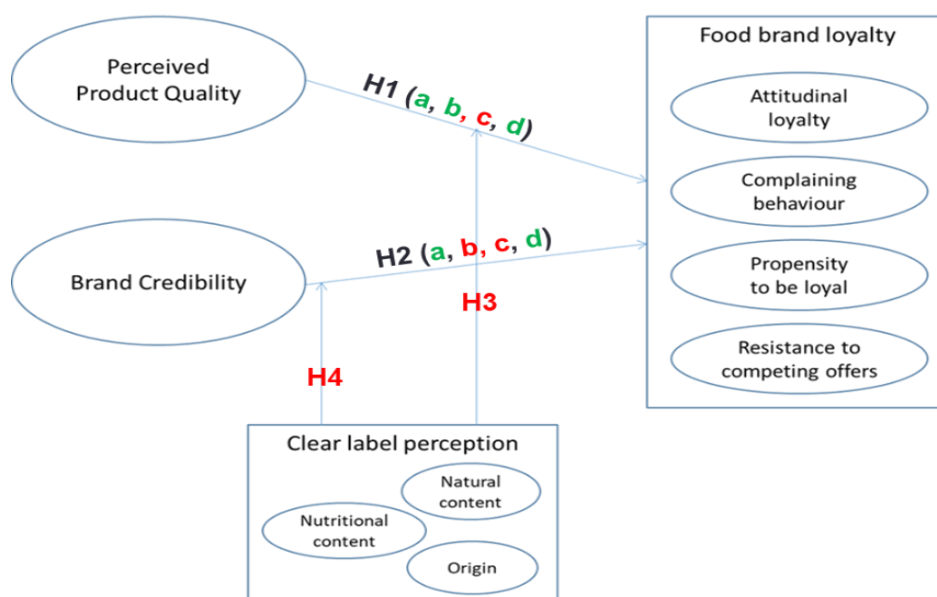 Perceived
Product Quality
H1 (a, b, c, d)
Food brand loyalty
Attitudinal
loyalty
Complaining
behaviour
Brand Credibility
H2 (a, b, c, d)
Propensity
to be loyal
H3
Resistance to
competing offers
H4
Clear label perception
Natural
content
Nutritional
content
Origin